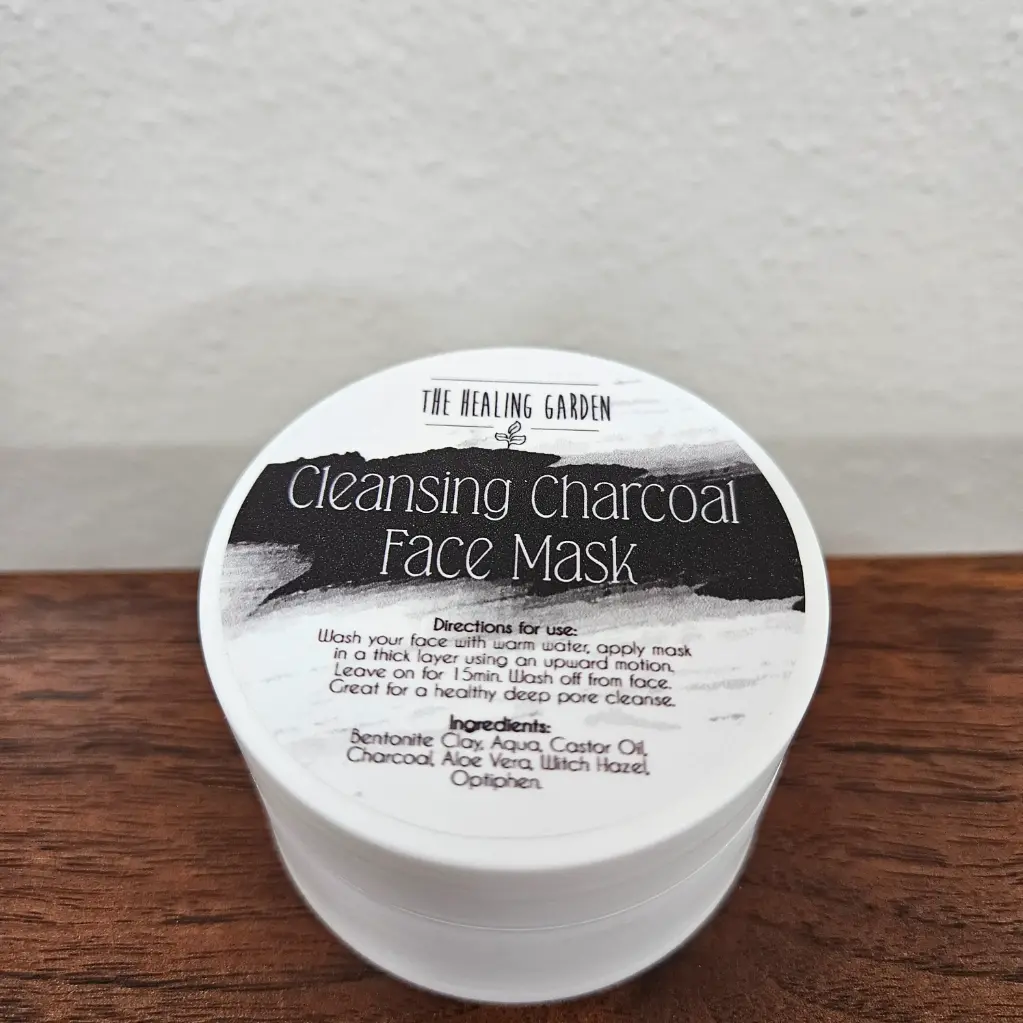 THE HEALING GARDEN
Cleansing Charcoal
Face Mask
Directions for use:
Wash your face with warm water, apply mask
in a thick layer using an upward motion.
Leave on for 15min. Wash off from face.
Great for a healthy deep pore cleanse.
Ingredients:
Bentonite Clay, Aqua, Castor Oil,
Charcoal, Aloe Vera, Witch Hazel,
Optiphen.